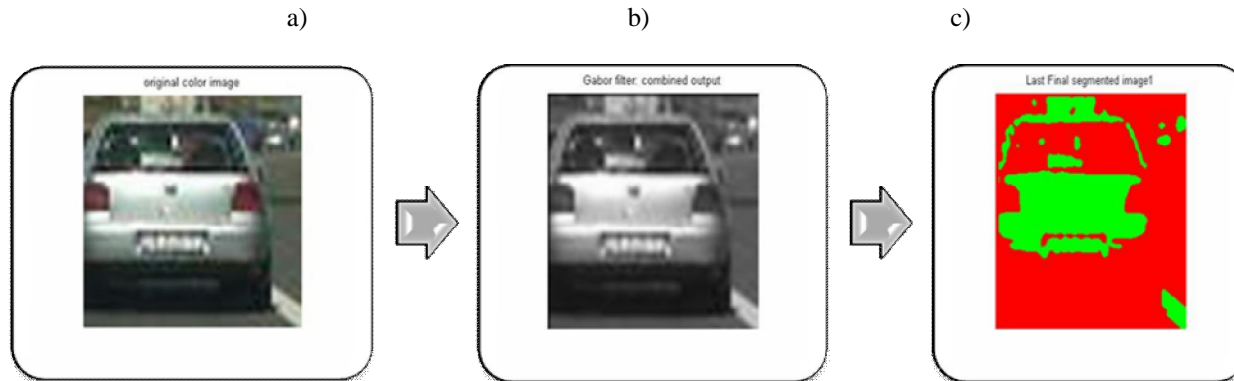 a) b) c)
original color image
Gabor filter: combined output
Last Final segmented image1